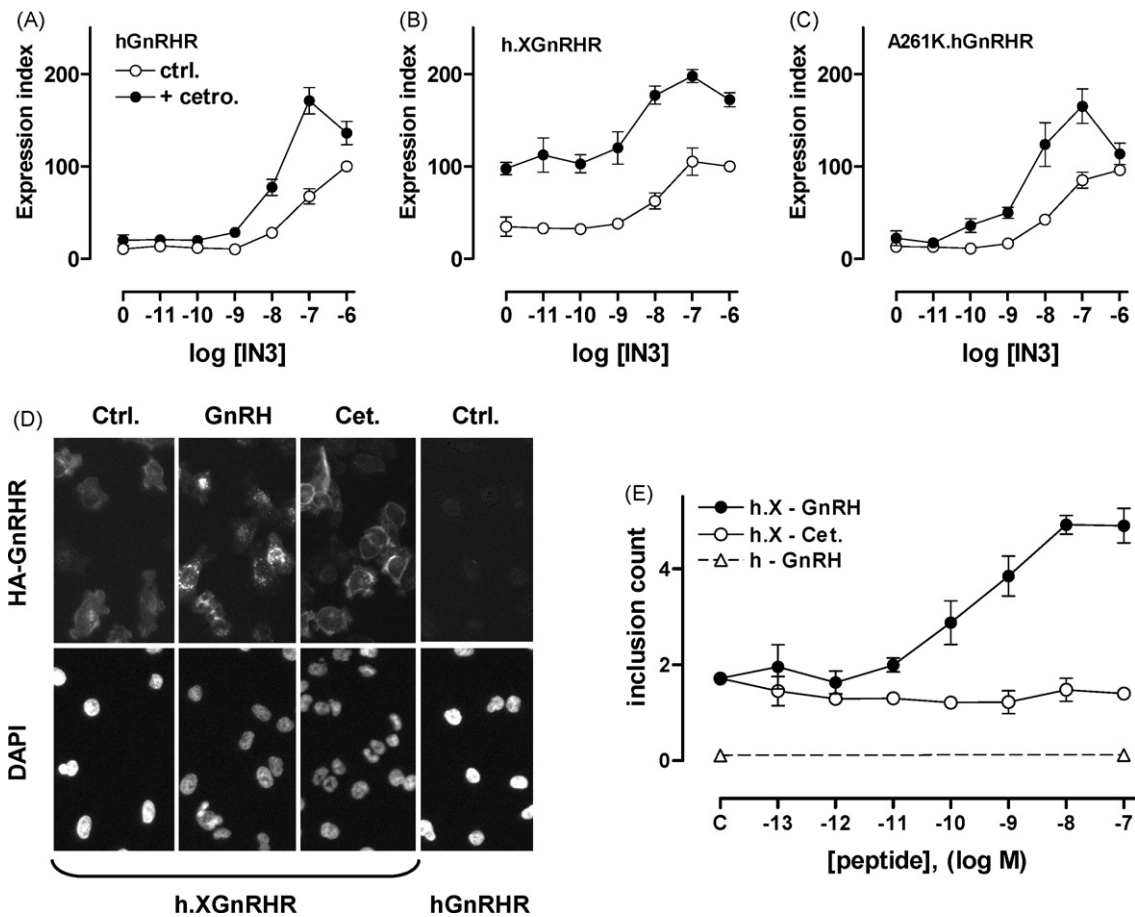 (A)
hGnRHR
ctrl.
+ cetro.
Expression index
200
100
0
0 -11 -10 -9 -8 -7 -6
log [IN3]
(B)
h.XGnRHR
Expression index
200
100
0
0 -11 -10 -9 -8 -7 -6
log [IN3]
(C)
A261K.hGnRHR
Expression index
200
100
0
0 -11 -10 -9 -8 -7 -6
log [IN3]
(D)
Ctrl. GnRH Cet. Ctrl.
HA-GnRHR
DAPI
h.XGnRHR hGnRHR
(E)
h.X - GnRH
h.X - Cet.
h - GnRH
inclusion count
4
2
0
C -13 -12 -11 -10 -9 -8 -7
[peptide], (log M)